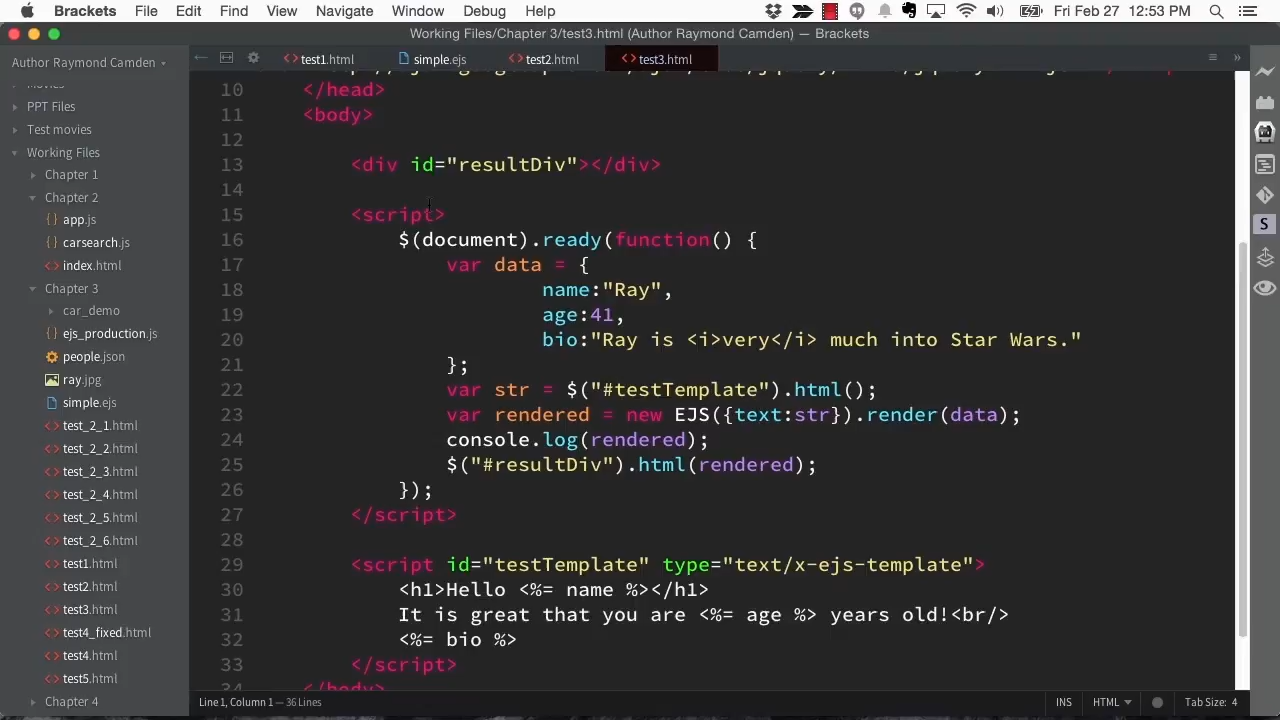 Brackets File Edit Find View Navigate Window Debug Help Fri Feb 27 12:53 PM
Working Files/Chapter 3/test3.html (Author Raymond Camden) — Brackets
Author Raymond Camden
test1.html
simple.ejs
test2.html
test3.html
Movies
PPT Files
Test movies
Working Files
Chapter 1
Chapter 2
app.js
carsearch.js
index.html
Chapter 3
car_demo
ejs_production.js
people.json
ray.jpg
simple.ejs
test_2_1.html
test_2_2.html
test_2_3.html
test_2_4.html
test_2_5.html
test_2_6.html
test1.html
test2.html
test3.html
test4_fixed.html
test4.html
test5.html
Chapter 4
10 </head>
11 <body>
12
13 <div id="resultDiv"></div>
14
15 <script>
16 $(document).ready(function() {
17 var data = {
18 name:"Ray",
19 age:41,
20 bio:"Ray is <i>very</i> much into Star Wars."
21 };
22 var str = $("#testTemplate").html();
23 var rendered = new EJS({text:str}).render(data);
24 console.log(rendered);
25 $("#resultDiv").html(rendered);
26 });
27 </script>
28
29 <script id="testTemplate" type="text/x-ejs-template">
30 <h1>Hello <%= name %></h1>
31 It is great that you are <%= age %> years old!<br/>
32 <%= bio %>
33 </script>
34 </body>
S
Line 1, Column 1 — 36 Lines
INS
HTML
Tab Size: 4